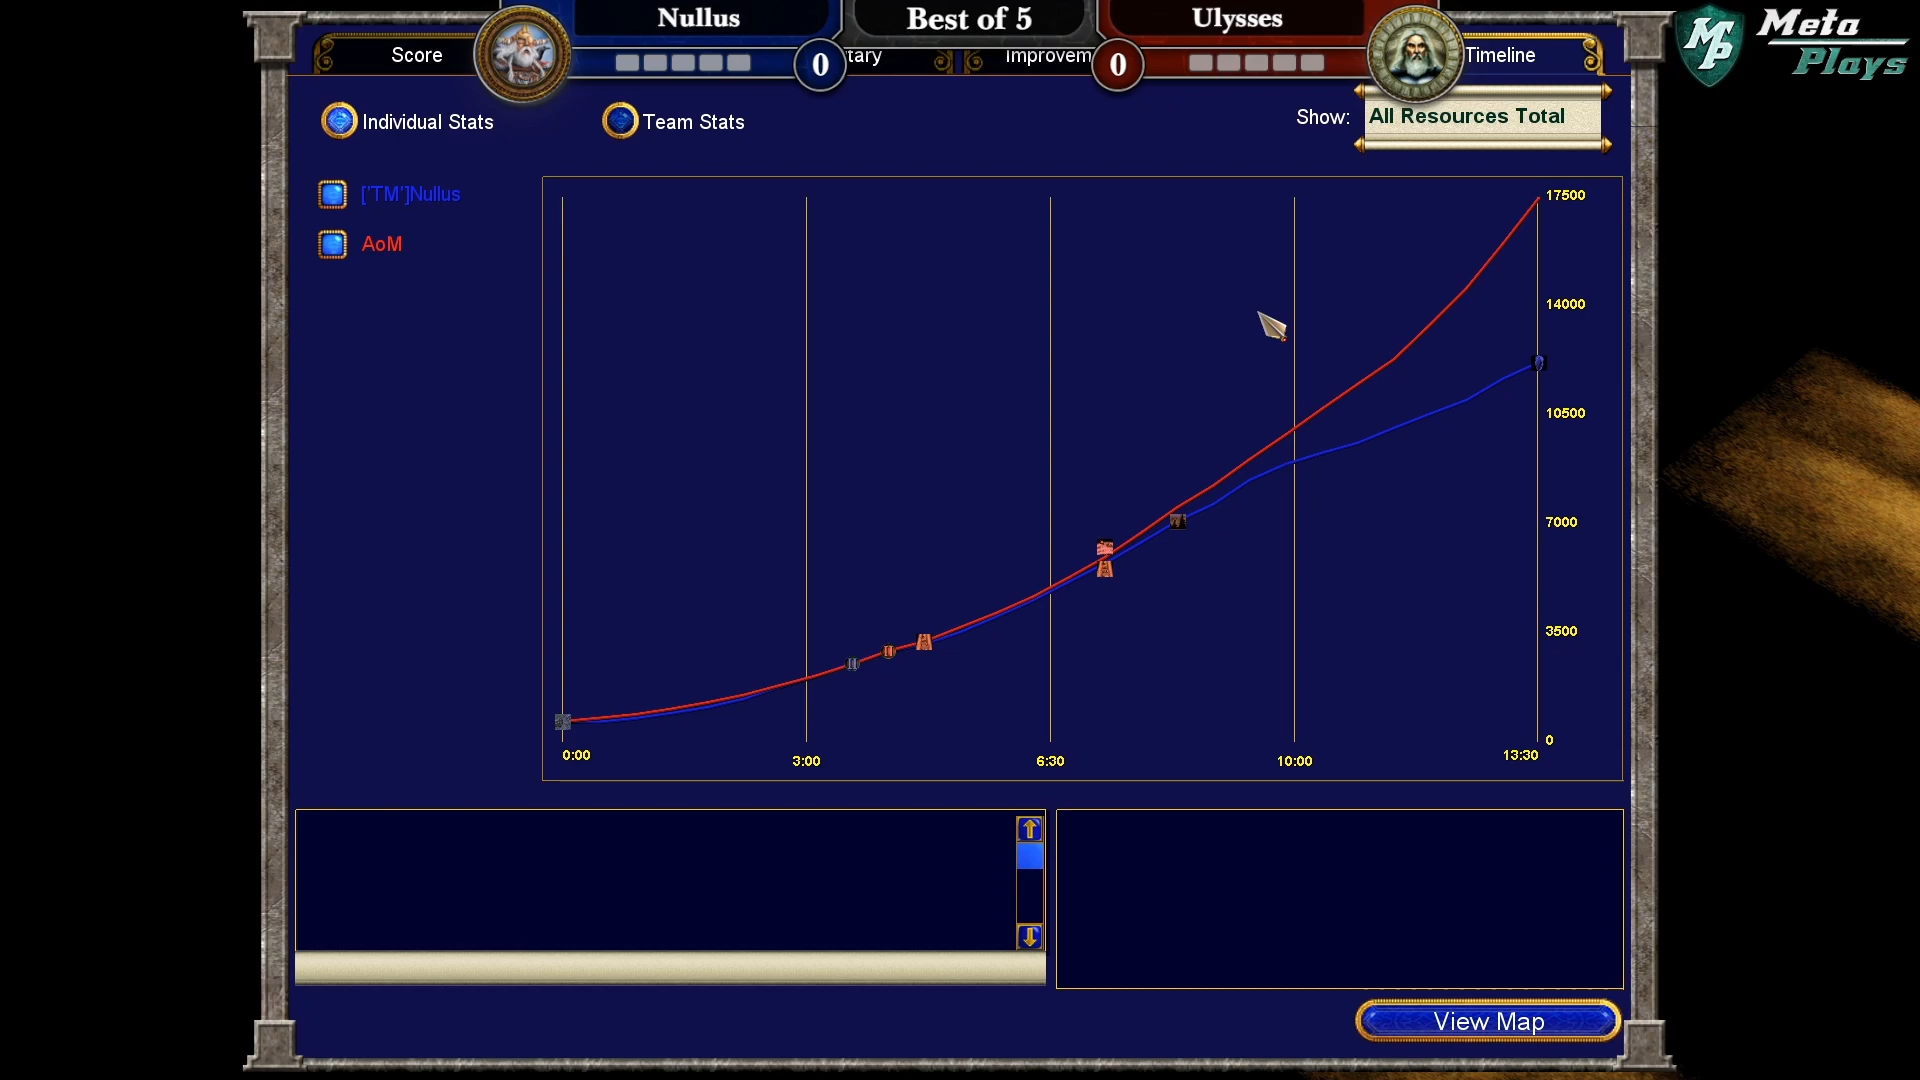 Nullus
Best of 5
Ulysses
Meta
Plays
Score
0
tary
Improvem
0
Timeline
Individual Stats
Team Stats
Show:
All Resources Total
['TM']Nullus
AoM
17500
14000
10500
7000
3500
0
0:00
3:00
6:30
10:00
13:30
View Map
MP